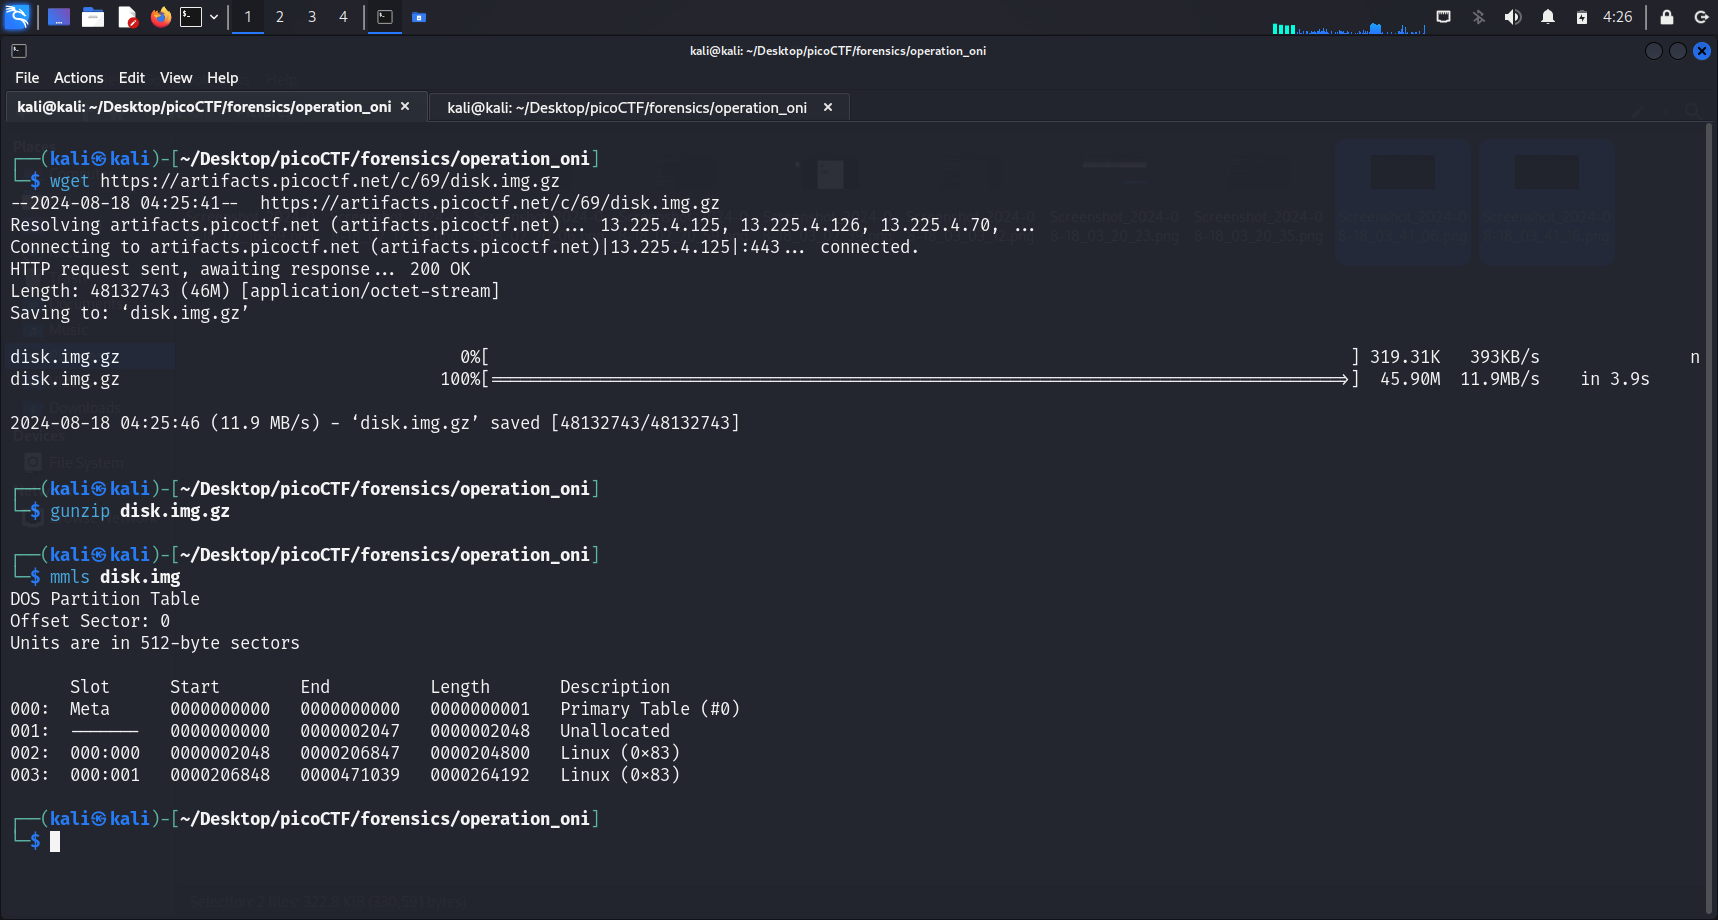 1 2 3 4
4:26
kali@kali: ~/Desktop/picoCTF/forensics/operation_oni
File Actions Edit View Help
kali@kali: ~/Desktop/picoCTF/forensics/operation_oni × kali@kali: ~/Desktop/picoCTF/forensics/operation_oni ×
┌──(kali㉿kali)-[~/Desktop/picoCTF/forensics/operation_oni]
└─$ wget https://artifacts.picoctf.net/c/69/disk.img.gz
--2024-08-18 04:25:41-- https://artifacts.picoctf.net/c/69/disk.img.gz
Resolving artifacts.picoctf.net (artifacts.picoctf.net)... 13.225.4.125, 13.225.4.126, 13.225.4.70, ...
Connecting to artifacts.picoctf.net (artifacts.picoctf.net)|13.225.4.125|:443... connected.
HTTP request sent, awaiting response... 200 OK
Length: 48132743 (46M) [application/octet-stream]
Saving to: ‘disk.img.gz’
disk.img.gz 0%[ ] 319.31K 393KB/s n
disk.img.gz 100%[===================>] 45.90M 11.9MB/s in 3.9s
2024-08-18 04:25:46 (11.9 MB/s) - ‘disk.img.gz’ saved [48132743/48132743]
┌──(kali㉿kali)-[~/Desktop/picoCTF/forensics/operation_oni]
└─$ gunzip disk.img.gz
┌──(kali㉿kali)-[~/Desktop/picoCTF/forensics/operation_oni]
└─$ mmls disk.img
DOS Partition Table
Offset Sector: 0
Units are in 512-byte sectors
Slot Start End Length Description
000: Meta 0000000000 0000000000 0000000001 Primary Table (#0)
001: ------- 0000000000 0000002047 0000002048 Unallocated
002: 000:000 0000002048 0000206847 0000204800 Linux (0x83)
003: 000:001 0000206848 0000471039 0000264192 Linux (0x83)
┌──(kali㉿kali)-[~/Desktop/picoCTF/forensics/operation_oni]
└─$